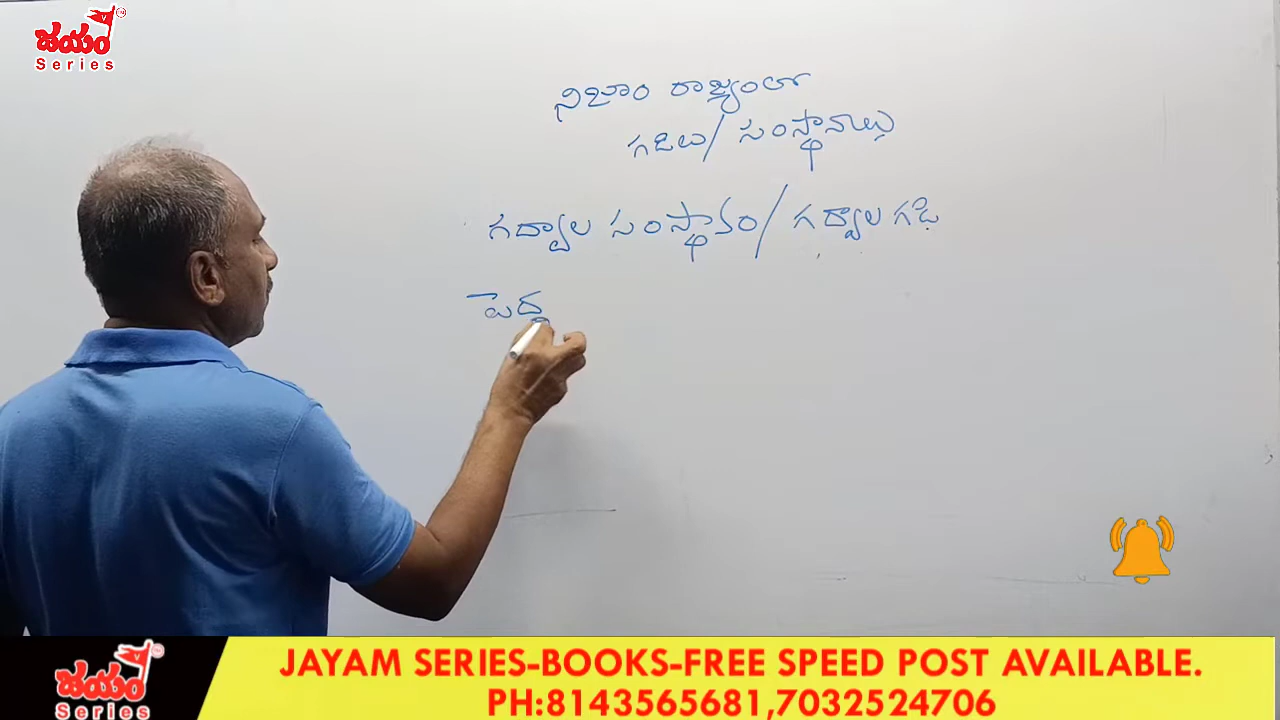 జయం
Series
నిజాం రాజ్యంలో
గడిలు/ సంస్థానాలు
గద్వాల సంస్థానం/ గద్వాల గడి
పెద్ద
జయం
Series
JAYAM SERIES-BOOKS-FREE SPEED POST AVAILABLE.
PH:8143565681,7032524706